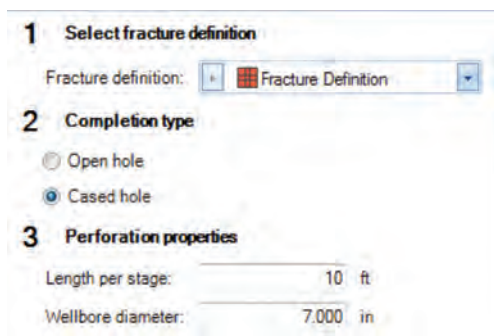 1 Select fracture definition
Fracture definition: Fracture Definition
2 Completion type
Open hole
Cased hole
3 Perforation properties
Length per stage: 10 ft
Wellbore diameter: 7.000 in